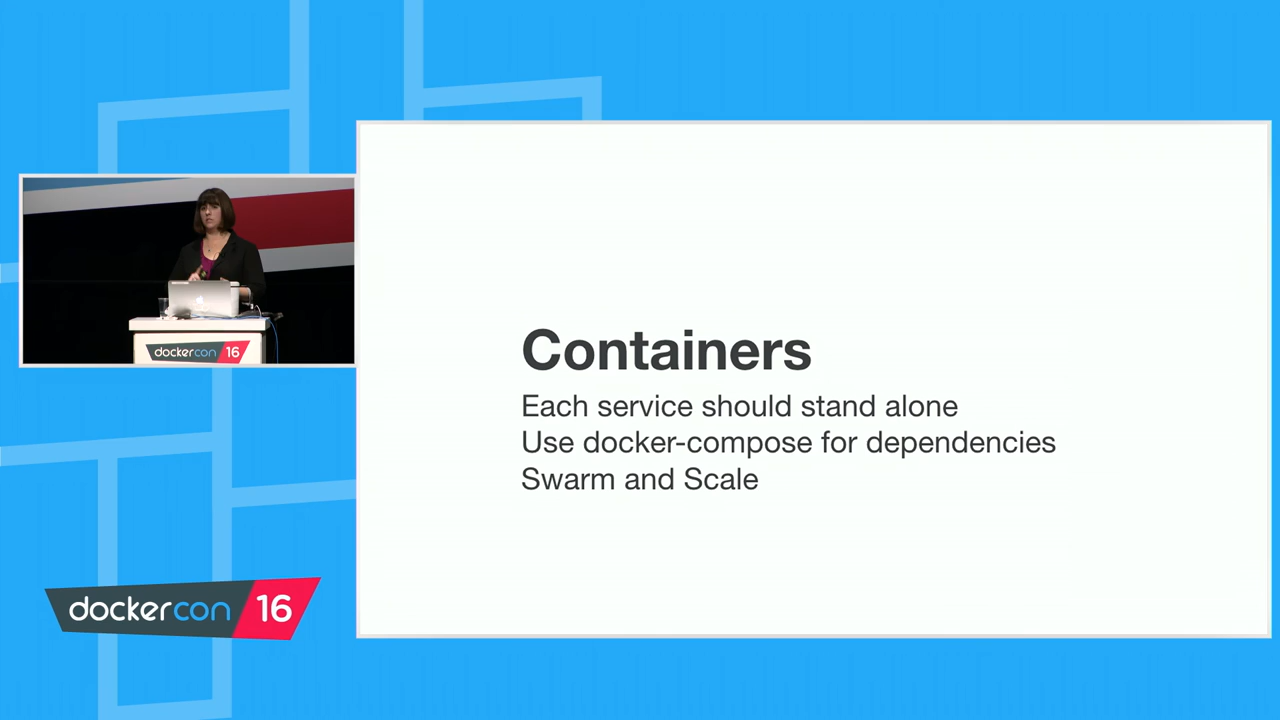 Containers
Each service should stand alone
Use docker-compose for dependencies
Swarm and Scale
dockercon 16
dockercon 16